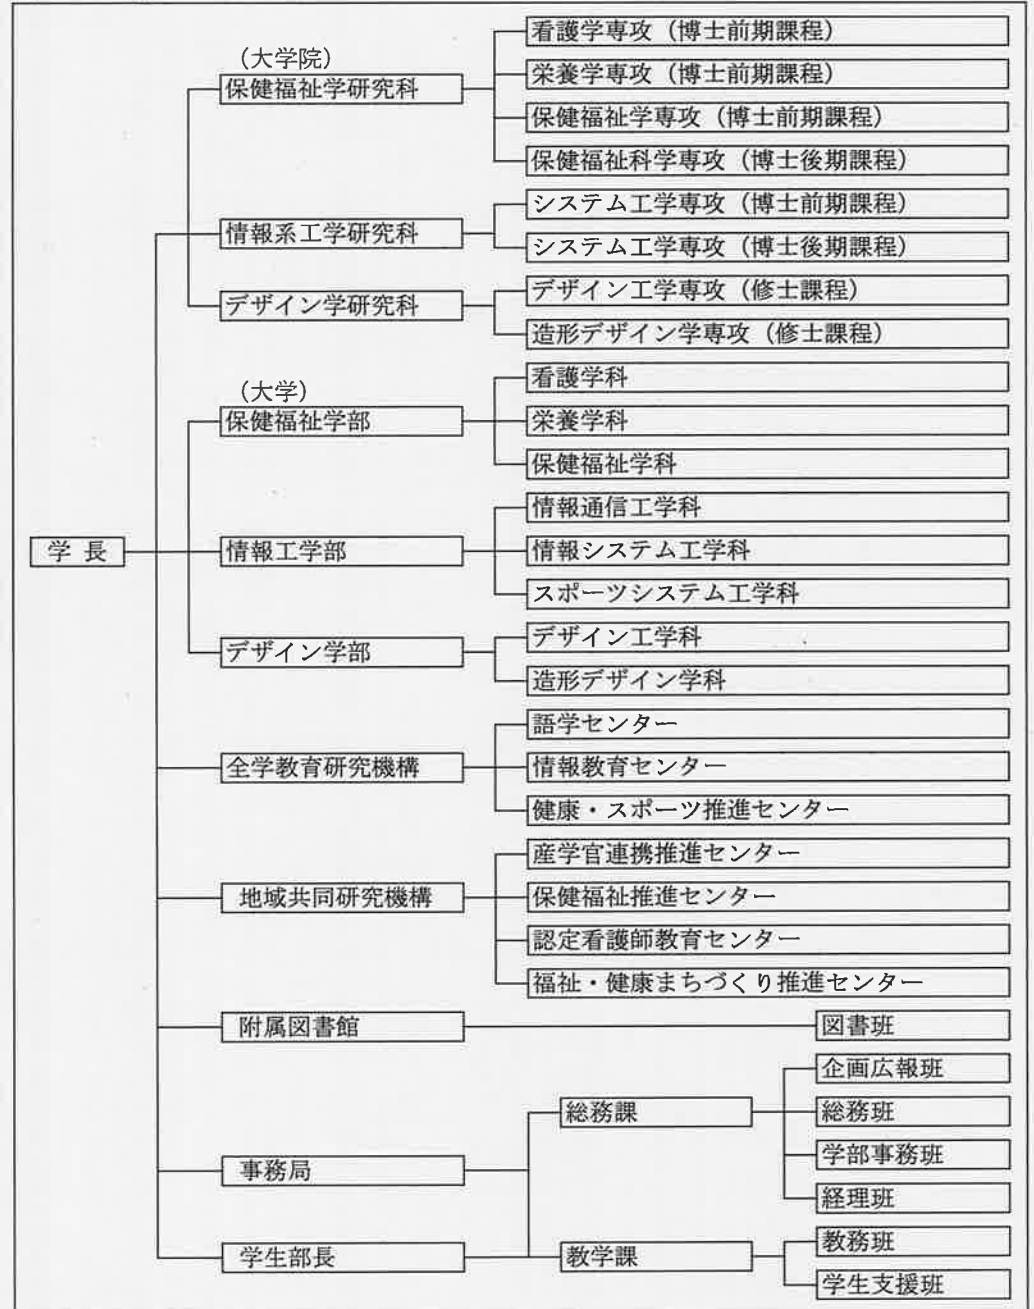 (大学院)
保健福祉学研究科
看護学専攻（博士前期課程）
栄養学専攻（博士前期課程）
保健福祉学専攻（博士前期課程）
保健福祉科学専攻（博士後期課程）
情報系工学研究科
システム工学専攻（博士前期課程）
システム工学専攻（博士後期課程）
デザイン学研究科
デザイン工学専攻（修士課程）
造形デザイン学専攻（修士課程）
(大学)
保健福祉学部
看護学科
栄養学科
保健福祉学科
学 長
情報工学部
情報通信工学科
情報システム工学科
スポーツシステム工学科
デザイン学部
デザイン工学科
造形デザイン学科
全学教育研究機構
語学センター
情報教育センター
健康・スポーツ推進センター
地域共同研究機構
産学官連携推進センター
保健福祉推進センター
認定看護師教育センター
福祉・健康まちづくり推進センター
附属図書館
図書班
事務局
総務課
企画広報班
総務班
学部事務班
経理班
学生部長
教学課
教務班
学生支援班